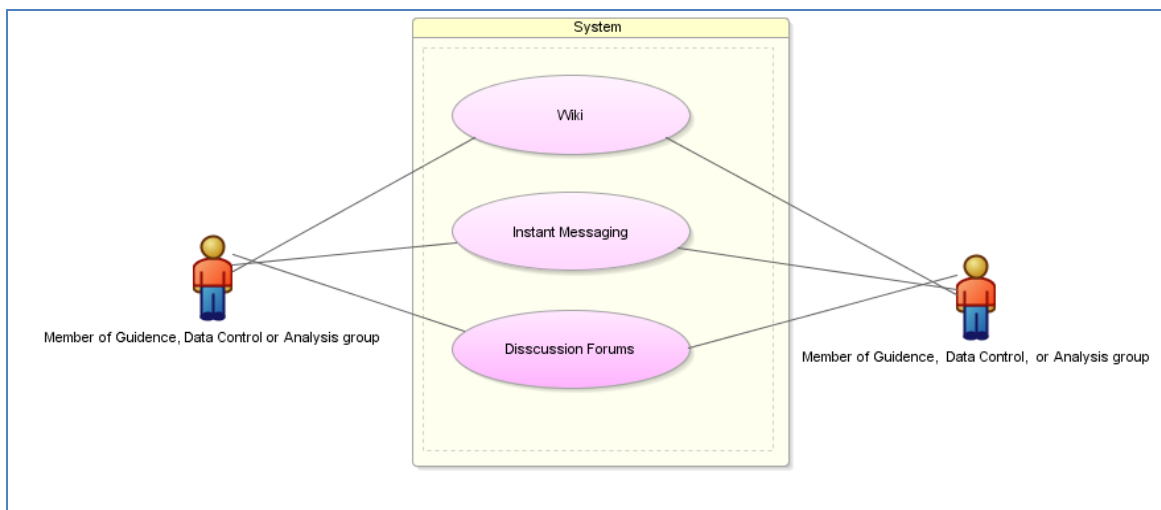 System
Wiki
Instant Messaging
Disscussion Forums
Member of Guidence, Data Control or Analysis group
Member of Guidence, Data Control, or Analysis group